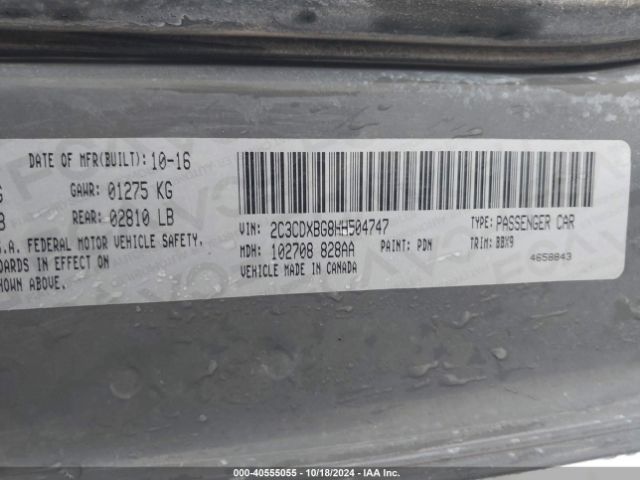 DATE OF MFR(BUILT): 10-16
GAWR: 01275 KG
REAR: 02810 LB
.A. FEDERAL MOTOR VEHICLE SAFETY.
IN EFFECT ON
SHOWN ABOVE.
VIN: 2C3CDXBG8HH504747
TYPE: PASSENGER CAR
MDH: 102708 828AA
PAINT: PDN
TRIM: BBX9
VEHICLE MADE IN CANADA
4658843
000-40555055 | 10/18/2024 - IAA Inc.